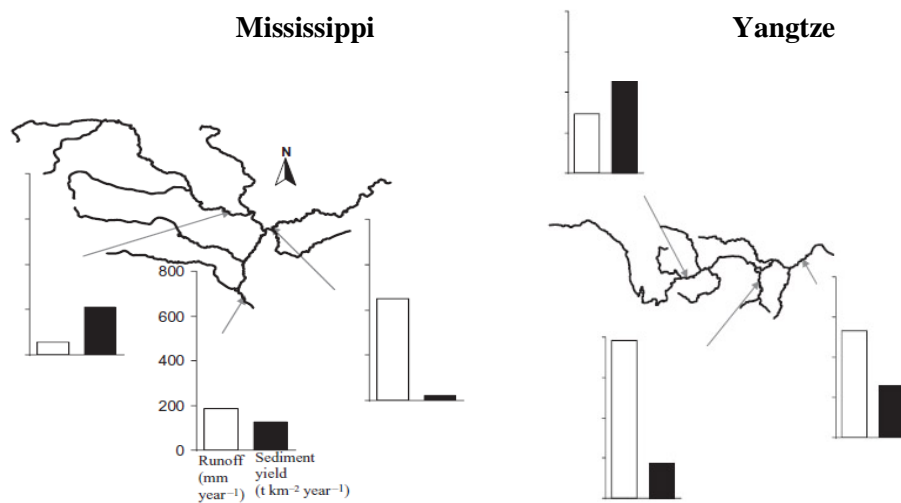 Mississippi
Yangtze
N
800
600
400
200
0
Runoff
(mm
year⁻¹)
Sediment
yield
(t km⁻² year⁻¹)